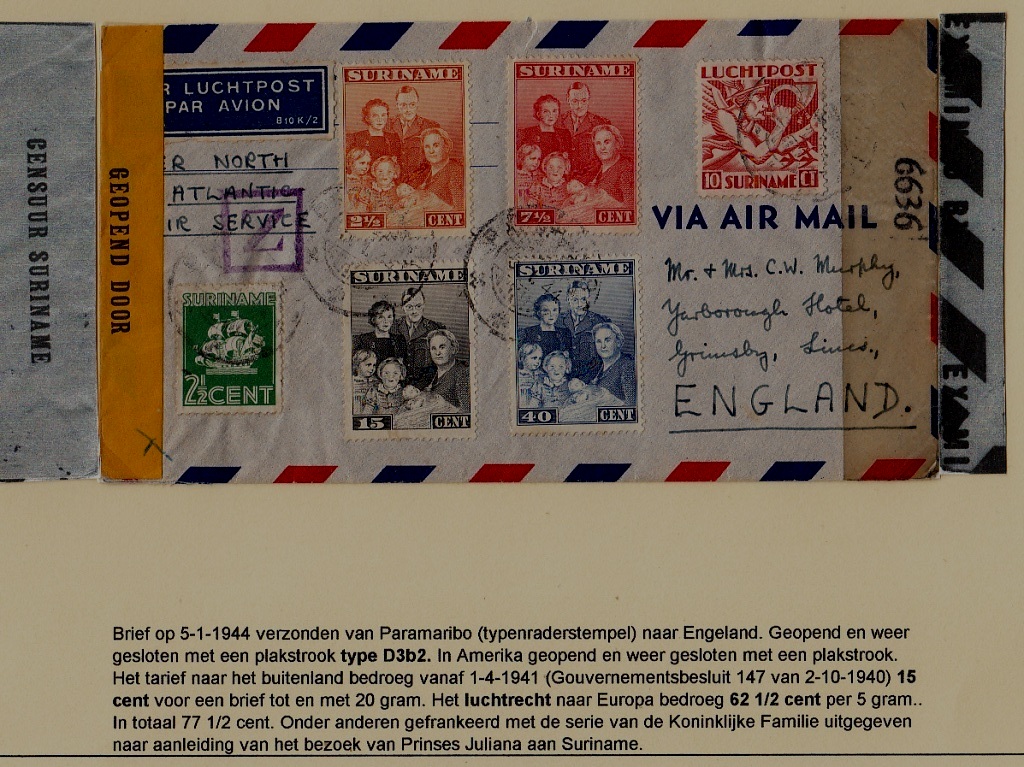 CENSUUR SURINAME
GEOPEND DOOR
R LUCHTPOST
PAR AVION
B10K/2
ER NORTH
ATLANTIC
IR SERVICE
Z
SURINAME
2½ CENT
SURINAME
7½ CENT
LUCHTPOST
10 SURINAME CT
VIA AIR MAIL
6636
SURINAME
2½ CENT
SURINAME
15 CENT
SURINAME
40 CENT
Mr. & Mrs. C.W. Murphy,
Yarborough Hotel,
Grimsby, Lincs.,
ENGLAND.
Brief op 5-1-1944 verzonden van Paramaribo (typenraderstempel) naar Engeland. Geopend en weer
gesloten met een plakstrook type D3b2. In Amerika geopend en weer gesloten met een plakstrook.
Het tarief naar het buitenland bedroeg vanaf 1-4-1941 (Gouvernementsbesluit 147 van 2-10-1940) 15
cent voor een brief tot en met 20 gram. Het luchtrecht naar Europa bedroeg 62 1/2 cent per 5 gram..
In totaal 77 1/2 cent. Onder anderen gefrankeerd met de serie van de Koninklijke Familie uitgegeven
naar aanleiding van het bezoek van Prinses Juliana aan Suriname.